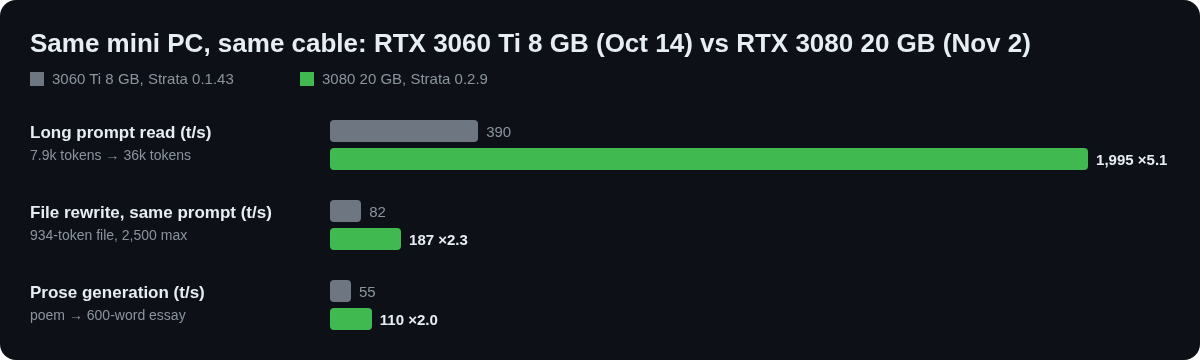 Same mini PC, same cable: RTX 3060 Ti 8 GB (Oct 14) vs RTX 3080 20 GB (Nov 2)
3060 Ti 8 GB, Strata 0.1.43
3080 20 GB, Strata 0.2.9
Long prompt read (t/s)
7.9k tokens → 36k tokens
390
1,995 ×5.1
File rewrite, same prompt (t/s)
934-token file, 2,500 max
82
187 ×2.3
Prose generation (t/s)
poem → 600-word essay
55
110 ×2.0